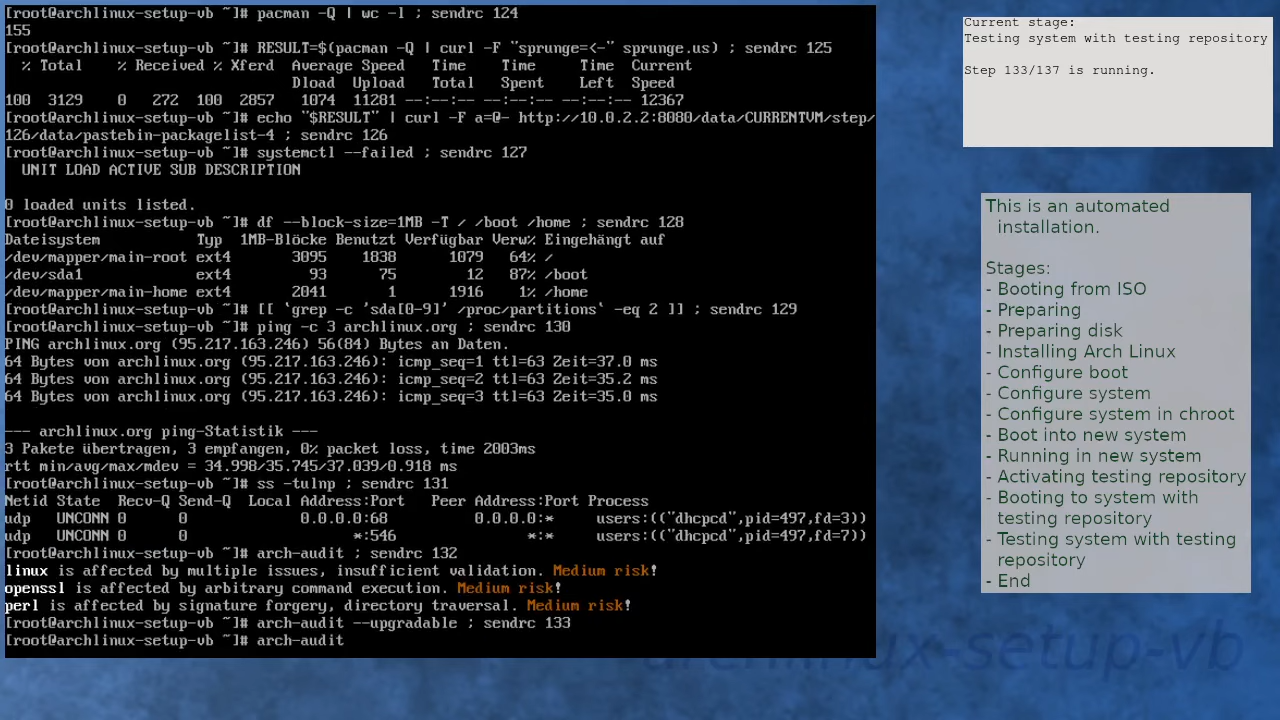 [root@archlinux-setup-vb ~]# pacman -Q | wc -l ; sendrc 124
155
[root@archlinux-setup-vb ~]# RESULT=$(pacman -Q | curl -F "sprunge=<-" sprunge.us) ; sendrc 125
% Total % Received % Xferd Average Speed Time Time Time Current
Dload Upload Total Spent Left Speed
100 3129 0 272 100 2857 1074 11281 --:--:-- --:--:-- --:--:-- 12367
[root@archlinux-setup-vb ~]# echo "$RESULT" | curl -F a=@- http://10.0.2.2:8080/data/CURRENTVM/step/
126/data/pastebin-packagelist-4 ; sendrc 126
[root@archlinux-setup-vb ~]# systemctl --failed ; sendrc 127
UNIT LOAD ACTIVE SUB DESCRIPTION
0 loaded units listed.
[root@archlinux-setup-vb ~]# df --block-size=1MB -T / /boot /home ; sendrc 128
Dateisystem Typ 1MB-Blöcke Benutzt Verfügbar Verw% Eingehängt auf
/dev/mapper/main-root ext4 3095 1838 1079 64% /
/dev/sda1 ext4 93 75 12 87% /boot
/dev/mapper/main-home ext4 2041 1 1916 1% /home
[root@archlinux-setup-vb ~]# [[ `grep -c 'sda[0-9]' /proc/partitions` -eq 2 ]] ; sendrc 129
[root@archlinux-setup-vb ~]# ping -c 3 archlinux.org ; sendrc 130
PING archlinux.org (95.217.163.246) 56(84) Bytes an Daten.
64 Bytes von archlinux.org (95.217.163.246): icmp_seq=1 ttl=63 Zeit=37.0 ms
64 Bytes von archlinux.org (95.217.163.246): icmp_seq=2 ttl=63 Zeit=35.2 ms
64 Bytes von archlinux.org (95.217.163.246): icmp_seq=3 ttl=63 Zeit=35.0 ms
--- archlinux.org ping-Statistik ---
3 Pakete übertragen, 3 empfangen, 0% packet loss, time 2003ms
rtt min/avg/max/mdev = 34.998/35.745/37.039/0.918 ms
[root@archlinux-setup-vb ~]# ss -tulnp ; sendrc 131
Netid State Recv-Q Send-Q Local Address:Port Peer Address:Port Process
udp UNCONN 0 0 0.0.0.0:68 0.0.0.0:* users:(("dhcpcd",pid=497,fd=3))
udp UNCONN 0 0 *:546 *:* users:(("dhcpcd",pid=497,fd=7))
[root@archlinux-setup-vb ~]# arch-audit ; sendrc 132
linux is affected by multiple issues, insufficient validation. Medium risk!
openssl is affected by arbitrary command execution. Medium risk!
perl is affected by signature forgery, directory traversal. Medium risk!
[root@archlinux-setup-vb ~]# arch-audit --upgradable ; sendrc 133
[root@archlinux-setup-vb ~]# arch-audit
Current stage:
Testing system with testing repository
Step 133/137 is running.
This is an automated
installation.
Stages:
- Booting from ISO
- Preparing
- Preparing disk
- Installing Arch Linux
- Configure boot
- Configure system
- Configure system in chroot
- Boot into new system
- Running in new system
- Activating testing repository
- Booting to system with
testing repository
- Testing system with testing
repository
- End
archlinux-setup-vb